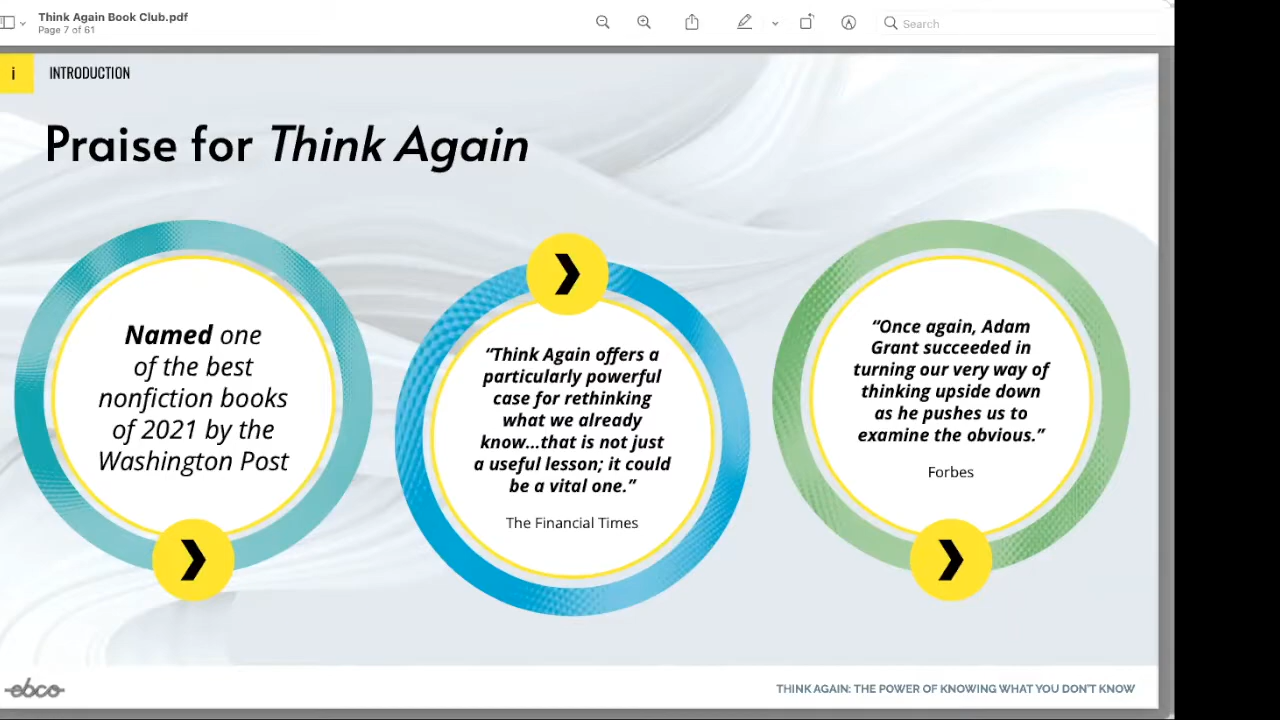 Think Again Book Club.pdf
Page 7 of 61
Search
i
INTRODUCTION
Praise for Think Again
Named one
of the best
nonfiction books
of 2021 by the
Washington Post
“Think Again offers a
particularly powerful
case for rethinking
what we already
know...that is not just
a useful lesson; it could
be a vital one.”
The Financial Times
“Once again, Adam
Grant succeeded in
turning our very way of
thinking upside down
as he pushes us to
examine the obvious.”
Forbes
ebco
THINK AGAIN: THE POWER OF KNOWING WHAT YOU DON'T KNOW